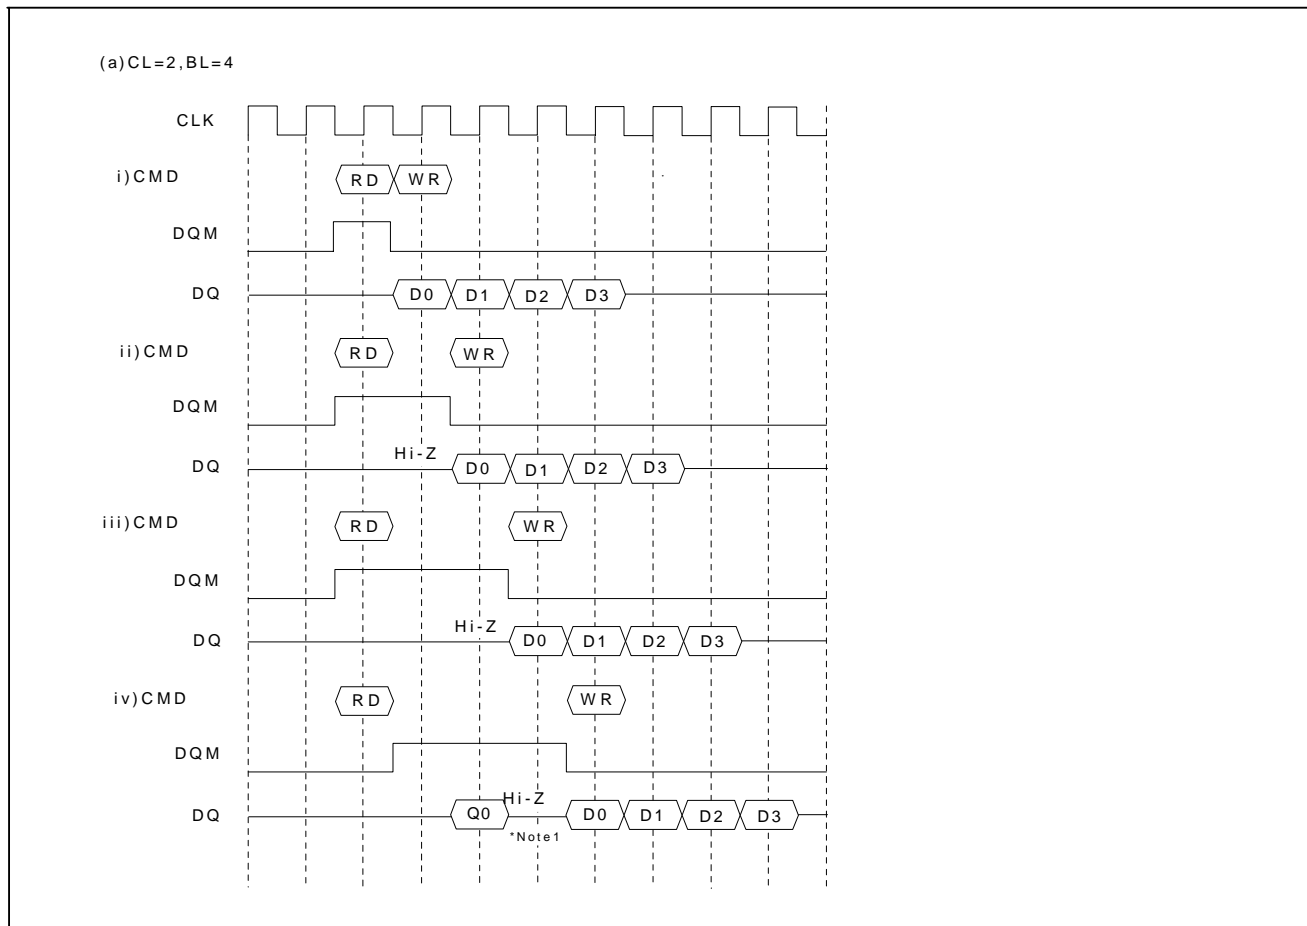 (a)CL=2,BL=4
CLK
i)CMD RD WR
DQM
DQ D0 D1 D2 D3
ii)CMD RD WR
DQM
Hi-Z
DQ D0 D1 D2 D3
iii)CMD RD WR
DQM
Hi-Z
DQ D0 D1 D2 D3
iv)CMD RD WR
DQM
Hi-Z
DQ Q0 D0 D1 D2 D3
*Note1